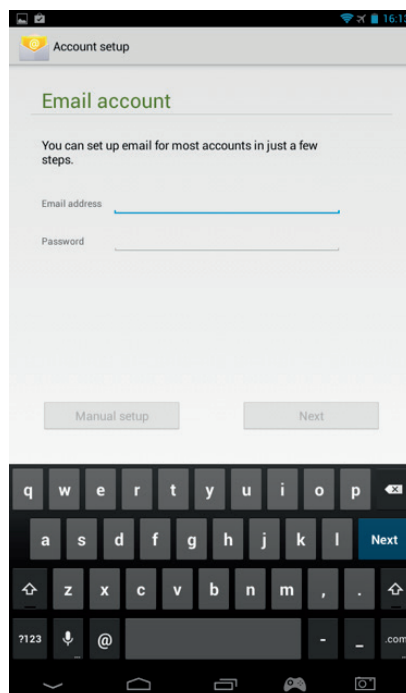 16:13
Account setup
Email account
You can set up email for most accounts in just a few
steps.
Email address
Password
Manual setup
Next
q w e r t y u i o p
a s d f g h j k l Next
z x c v b n m , .
?123 @ - _ .com